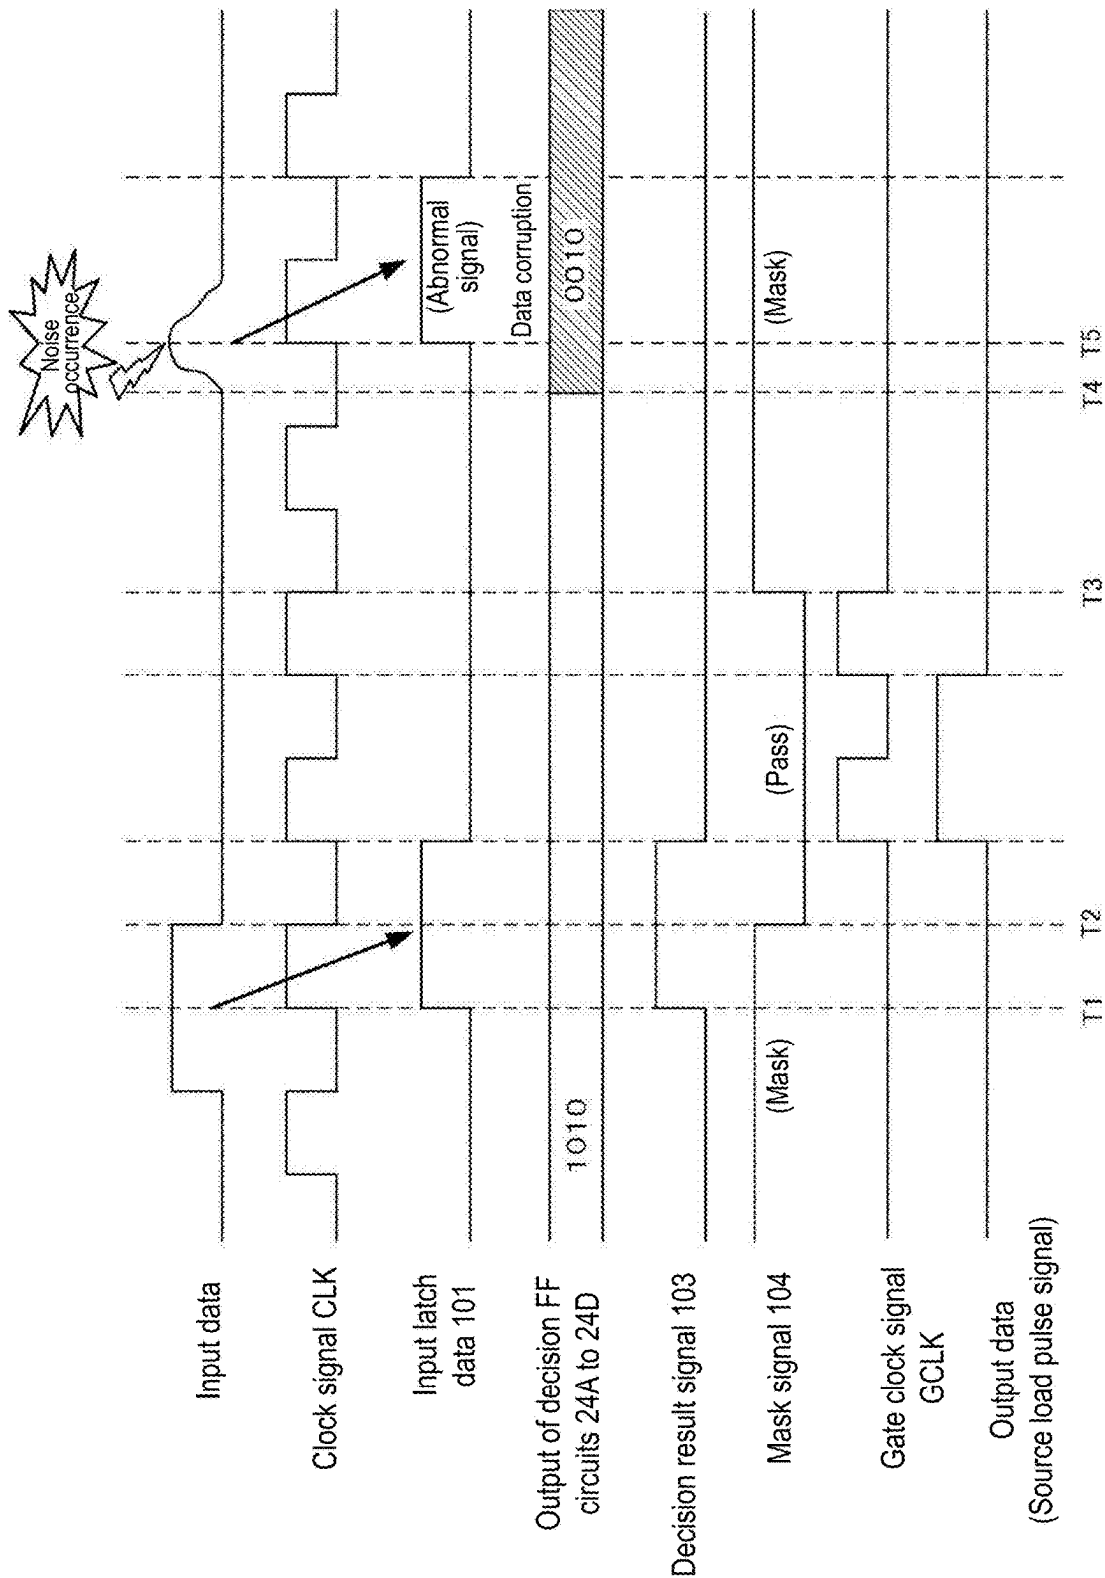 Noise
occurrence
Input data
Clock signal CLK
Input latch
data 101
(Abnormal
signal)
Data corruption
Output of decision FF
circuits 24A to 24D
1010
0010
Decision result signal 103
Mask signal 104
(Mask)
(Pass)
(Mask)
Gate clock signal
GCLK
Output data
(Source load pulse signal)
T1
T2
T3
T4
T5